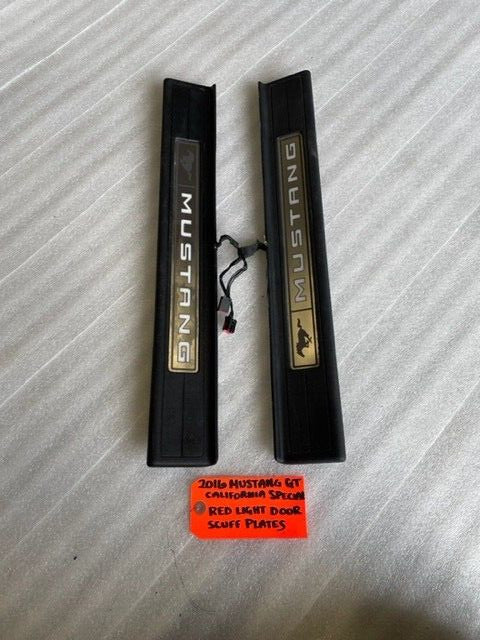 MUSTANG
MUSTANG
2016 MUSTANG GT
CALIFORNIA SPECIAL
RED LIGHT DOOR
SCUFF PLATES